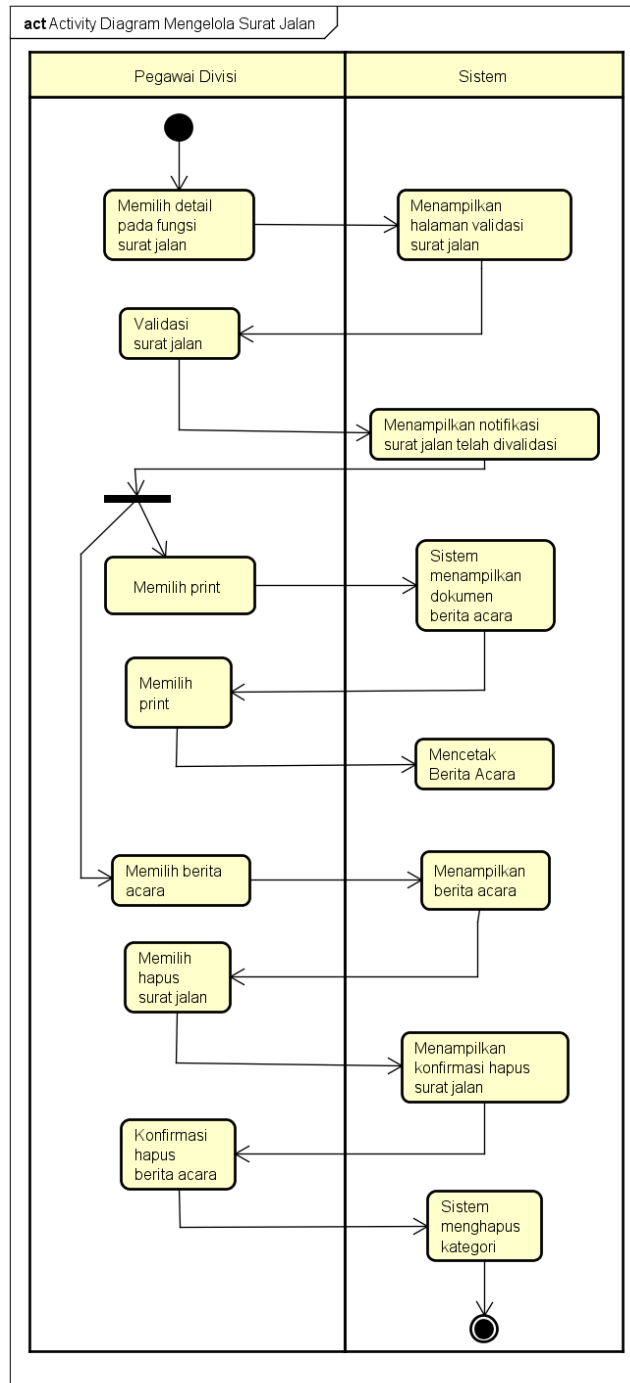 act Activity Diagram Mengelola Surat Jalan
Pegawai Divisi
Sistem
Memilih detail
pada fungsi
surat jalan
Menampilkan
halaman validasi
surat jalan
Validasi
surat jalan
Menampilkan notifikasi
surat jalan telah divalidasi
Memilih print
Sistem
menampilkan
dokumen
berita acara
Memilih
print
Mencetak
Berita Acara
Memilih berita
acara
Menampilkan
berita acara
Memilih
hapus
surat jalan
Menampilkan
konfirmasi hapus
surat jalan
Konfirmasi
hapus
berita acara
Sistem
menghapus
kategori